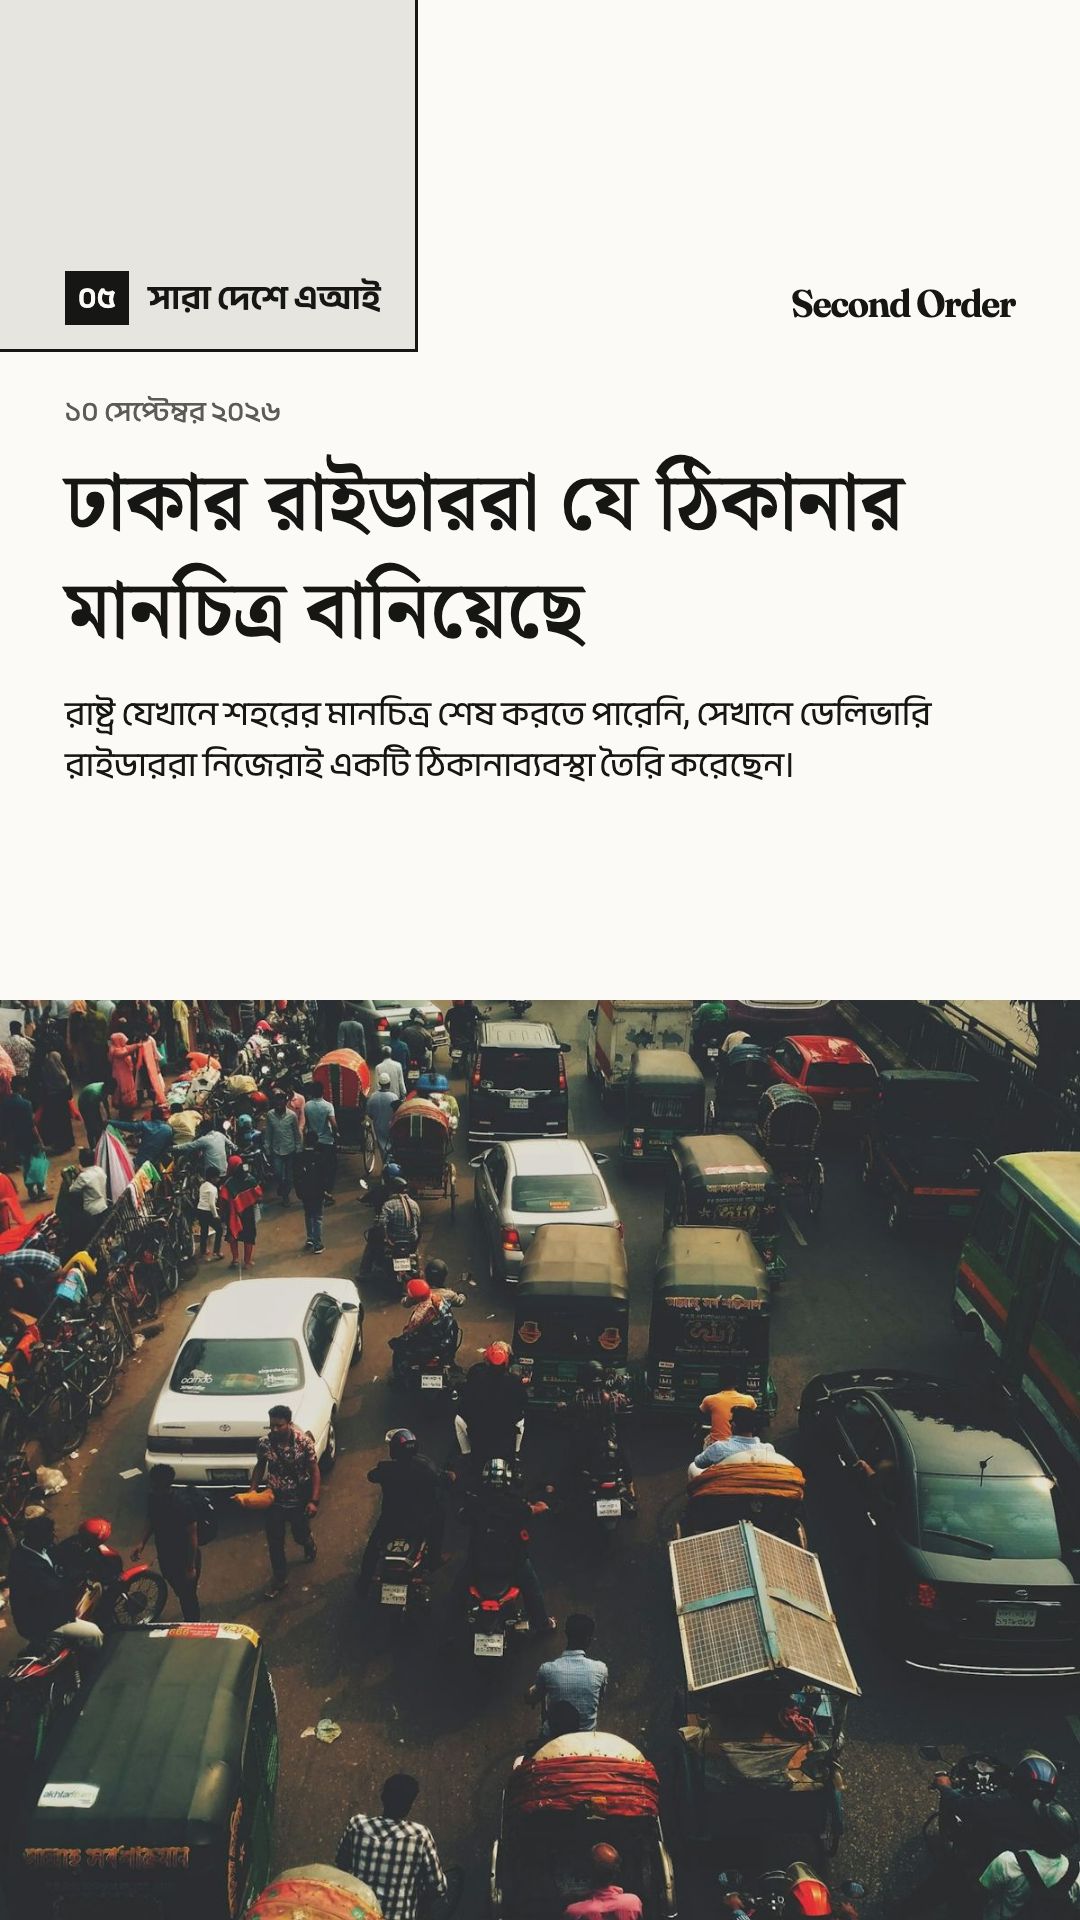 ০৫ সারা দেশে এআই
Second Order
১০ সেপ্টেম্বর ২০২৬
ঢাকার রাইডাররা যে ঠিকানার
মানচিত্র বানিয়েছে
রাষ্ট্র যেখানে শহরের মানচিত্র শেষ করতে পারেনি, সেখানে ডেলিভারি
রাইডাররা নিজেরাই একটি ঠিকানাব্যবস্থা তৈরি করেছেন।